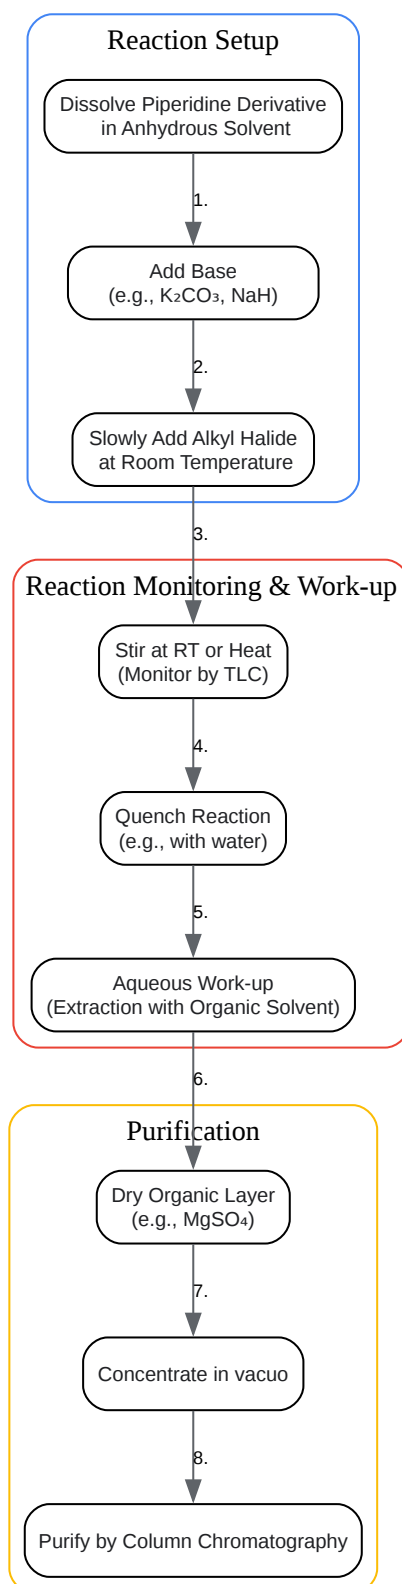 Reaction Setup
Dissolve Piperidine Derivative
in Anhydrous Solvent
1.
Add Base
(e.g., K₂CO₃, NaH)
2.
Slowly Add Alkyl Halide
at Room Temperature
3.
Reaction Monitoring & Work-up
Stir at RT or Heat
(Monitor by TLC)
4.
Quench Reaction
(e.g., with water)
5.
Aqueous Work-up
(Extraction with Organic Solvent)
6.
Purification
Dry Organic Layer
(e.g., MgSO₄)
7.
Concentrate in vacuo
8.
Purify by Column Chromatography